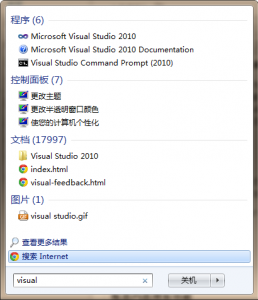 程序 (6)
Microsoft Visual Studio 2010
Microsoft Visual Studio 2010 Documentation
Visual Studio Command Prompt (2010)
控制面板 (7)
更改主题
更改半透明窗口颜色
使您的计算机个性化
文档 (17997)
Visual Studio 2010
index.html
visual-feedback.html
图片 (1)
visual studio.gif
查看更多结果
搜索 Internet
visual
关机